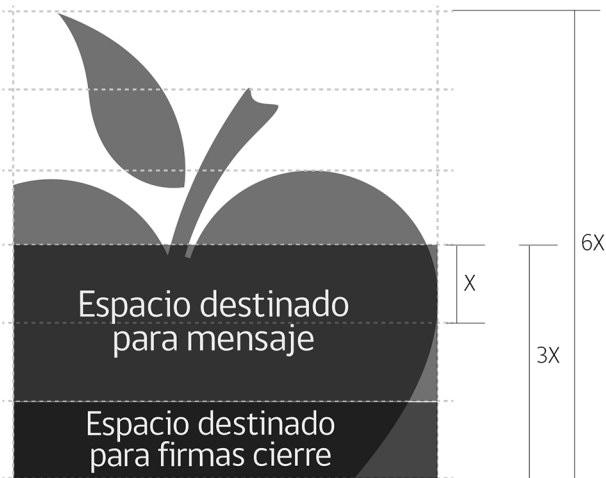 6X
X
Espacio destinado
para mensaje
3X
Espacio destinado
para firmas cierre